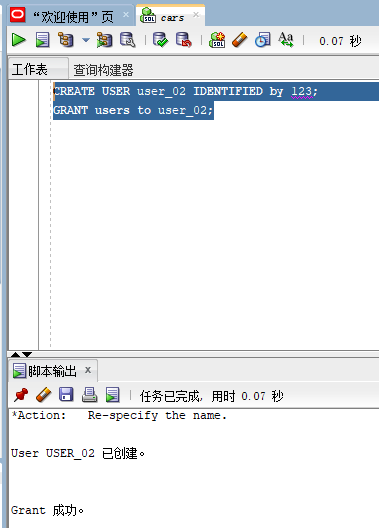 “欢迎使用”页
cars
SQL
0.07 秒
工作表
查询构建器
CREATE USER user_02 IDENTIFIED by 123;
GRANT users to user_02;
脚本输出
任务已完成, 用时 0.07 秒
*Action: Re-specify the name.
User USER_02 已创建。
Grant 成功。